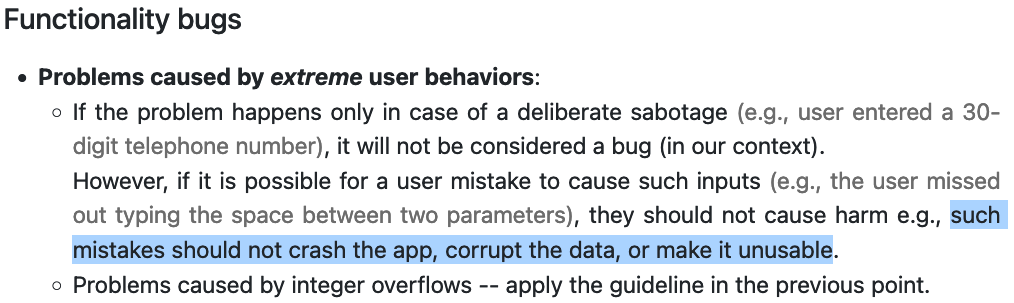 Functionality bugs
• Problems caused by extreme user behaviors:
◦ If the problem happens only in case of a deliberate sabotage (e.g., user entered a 30-
digit telephone number), it will not be considered a bug (in our context).
However, if it is possible for a user mistake to cause such inputs (e.g., the user missed
out typing the space between two parameters), they should not cause harm e.g., such
mistakes should not crash the app, corrupt the data, or make it unusable.
◦ Problems caused by integer overflows -- apply the guideline in the previous point.